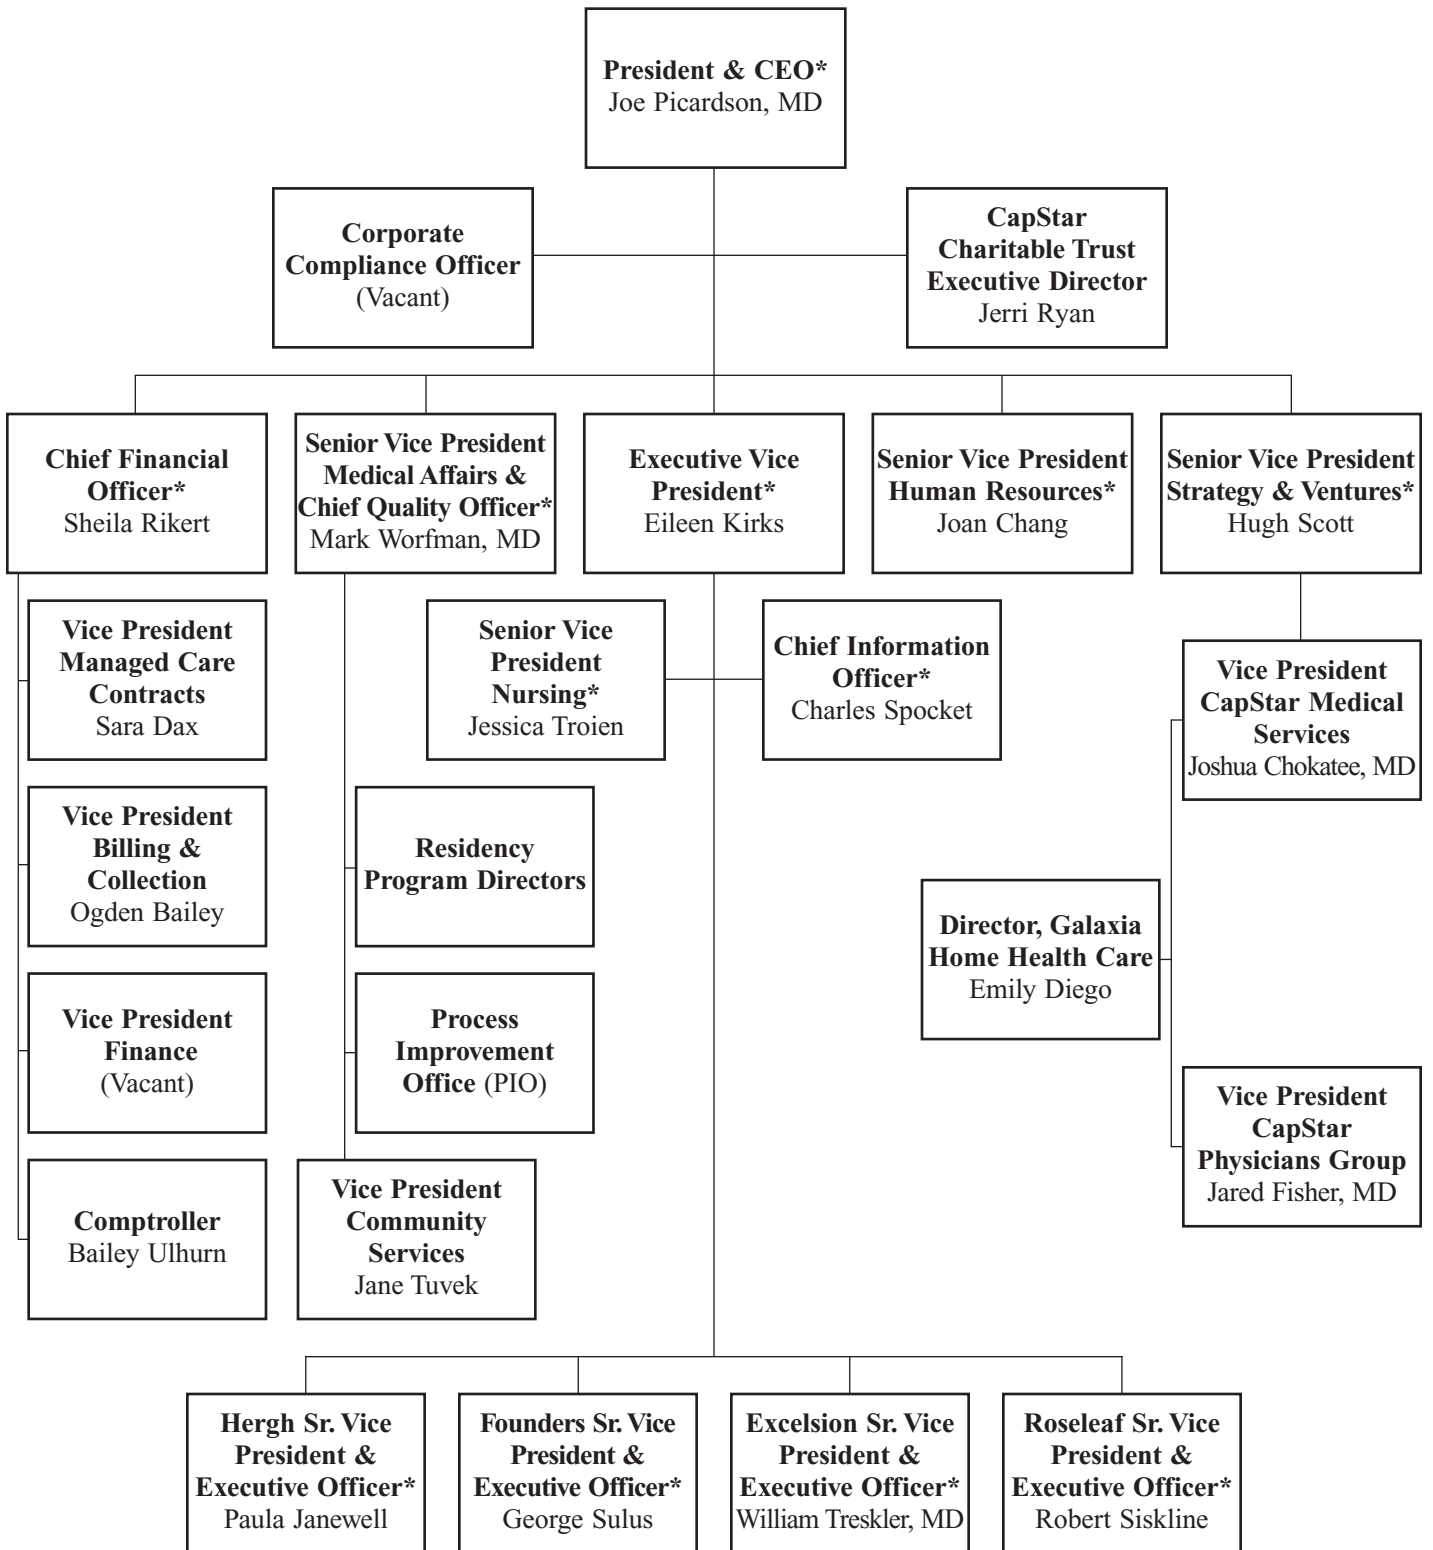 President & CEO*
Joe Picardson, MD
Corporate
Compliance Officer
(Vacant)
CapStar
Charitable Trust
Executive Director
Jerri Ryan
Chief Financial
Officer*
Sheila Rikert
Senior Vice President
Medical Affairs &
Chief Quality Officer*
Mark Worfman, MD
Executive Vice
President*
Eileen Kirks
Senior Vice President
Human Resources*
Joan Chang
Senior Vice President
Strategy & Ventures*
Hugh Scott
Vice President
Managed Care
Contracts
Sara Dax
Senior Vice
President
Nursing*
Jessica Troien
Chief Information
Officer*
Charles Spocket
Vice President
CapStar Medical
Services
Joshua Chokatee, MD
Vice President
Billing &
Collection
Ogden Bailey
Residency
Program Directors
Director, Galaxia
Home Health Care
Emily Diego
Vice President
Finance
(Vacant)
Process
Improvement
Office (PIO)
Vice President
CapStar
Physicians Group
Jared Fisher, MD
Comptroller
Bailey Ulhurn
Vice President
Community
Services
Jane Tuvek
Hergh Sr. Vice
President &
Executive Officer*
Paula Janewell
Founders Sr. Vice
President &
Executive Officer*
George Sulus
Excelsion Sr. Vice
President &
Executive Officer*
William Treskler, MD
Roseleaf Sr. Vice
President &
Executive Officer*
Robert Siskline